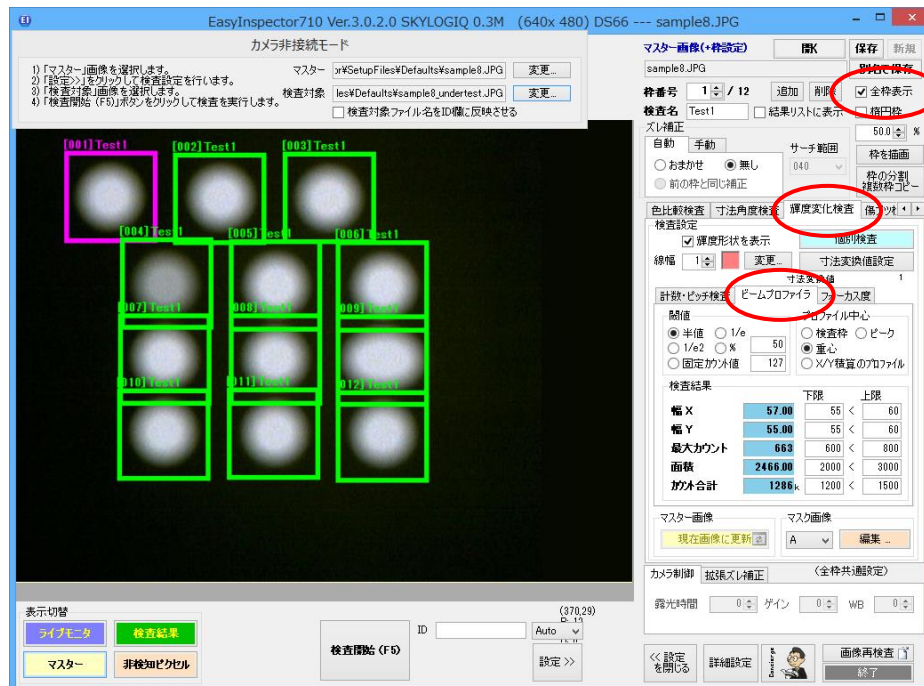 EasyInspector710 Ver.3.0.2.0 SKYLOGIQ 0.3M (640x 480) DS66 --- sample8.JPG
カメラ非接続モード
1)「マスター」画像を選択します。
2)「設定>>」をクリックして検査設定を行います。
3)「検査対象」画像を選択します。
4)「検査開始 (F5)」ボタンをクリックして検査を実行します。
マスター or¥SetupFiles¥Defaults¥sample8.JPG 変更...
検査対象 les¥Defaults¥sample8_undertest.JPG 変更...
検査対象ファイル名をID欄に反映させる
[001]Test1 [002]Test1 [003]Test1
[004]Test1 [005]Test1 [006]Test1
[007]Test1 [008]Test1 [009]Test1
[010]Test1 [011]Test1 [012]Test1
マスター画像(+枠設定) 開K 保存 新規
sample8.JPG 別名で保存
枠番号 1 / 12 追加 削除 全枠表示
検査名 Test1 結果リストに表示 楕円枠
ズレ補正 50.0 %
自動 手動 サーチ範囲 枠を描画
おまかせ 無し 040
前の枠と同じ補正 枠の分割
複数枠コピー
色比較検査 寸法角度検査 輝度変化検査
検査設定
輝度形状を表示 個別検査
線幅 1 変更... 寸法変換値設定
寸法変換値 1
計数・ピッチ検査 ビームプロファイラ フォーカス度
閾値 プロファイル中心
半値 1/e 検査枠 ピーク
1/e2 % 50 重心
固定カウント値 127 X/Y積算のプロファイル
検査結果
下限 上限
幅 X 57.00 55 < 60
幅 Y 55.00 55 < 60
最大カウント 663 600 < 800
面積 2466.00 2000 < 3000
カウント合計 1286 k 1200 < 1500
マスター画像 マスク画像
現在画像に更新 A 編集 ...
カメラ制御 拡張ズレ補正 (全枠共通設定)
露光時間 0 ゲイン 0 WB 0
表示切替
ライブモニタ 検査結果
マスター 非検知ピクセル
検査開始 (F5)
ID
(370,29)
Auto
設定 >>
<< 設定
を閉じる
詳細設定
画像再検査
終了